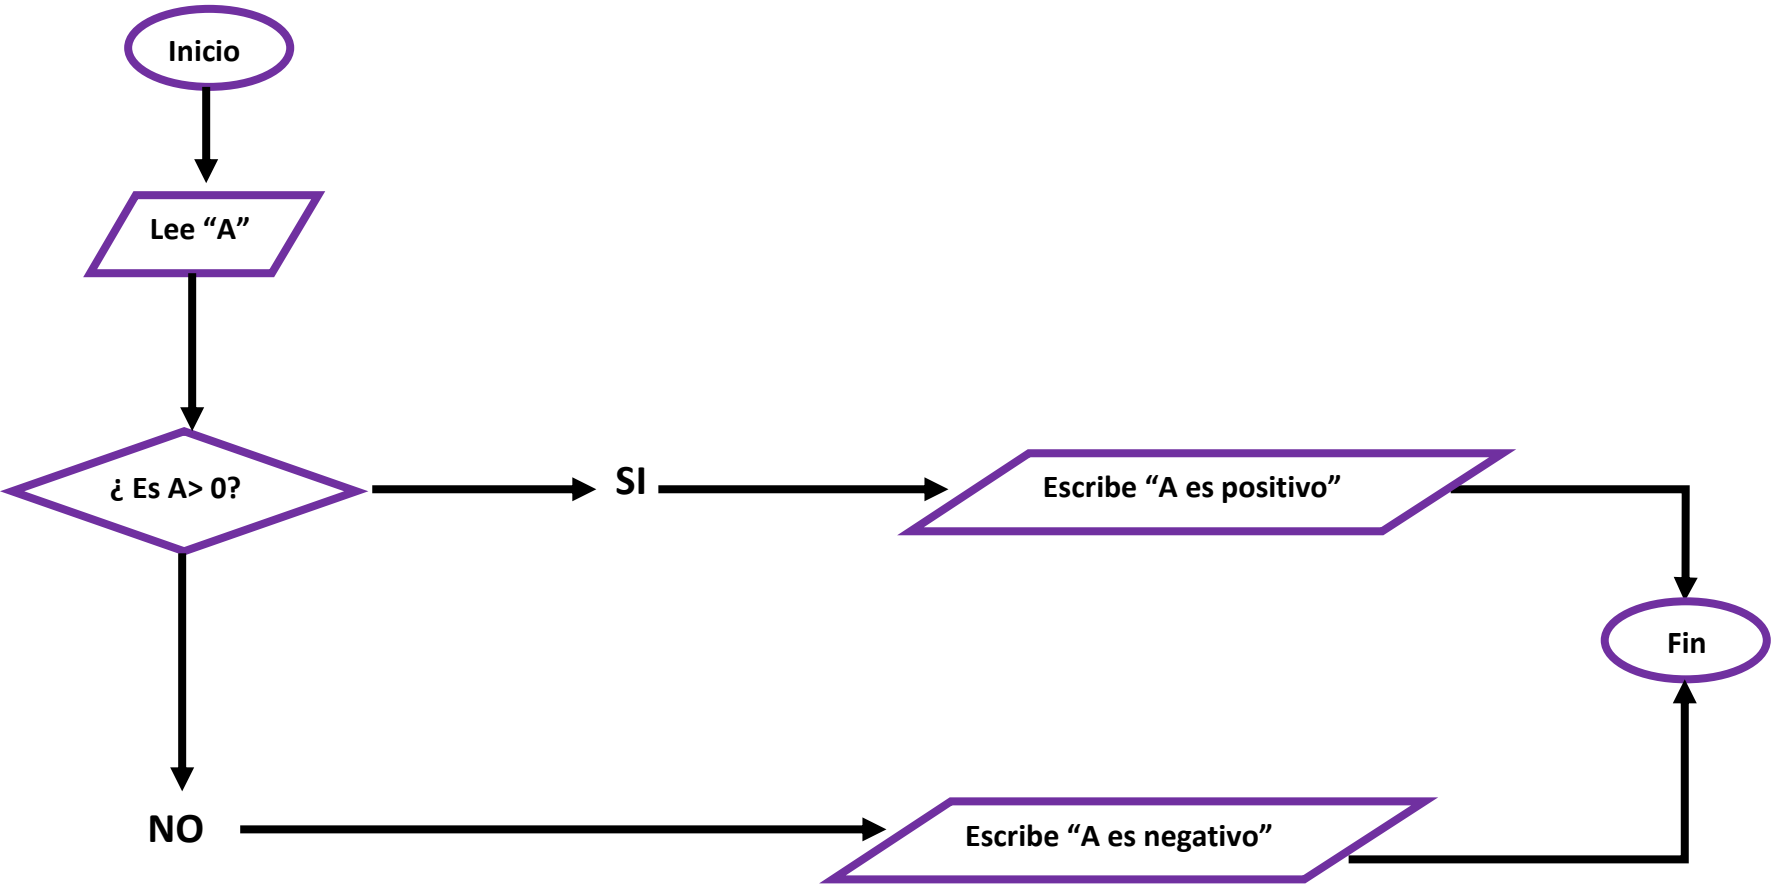 Inicio
Lee “A”
¿ Es A> 0?
SI
Escribe “A es positivo”
Fin
NO
Escribe “A es negativo”